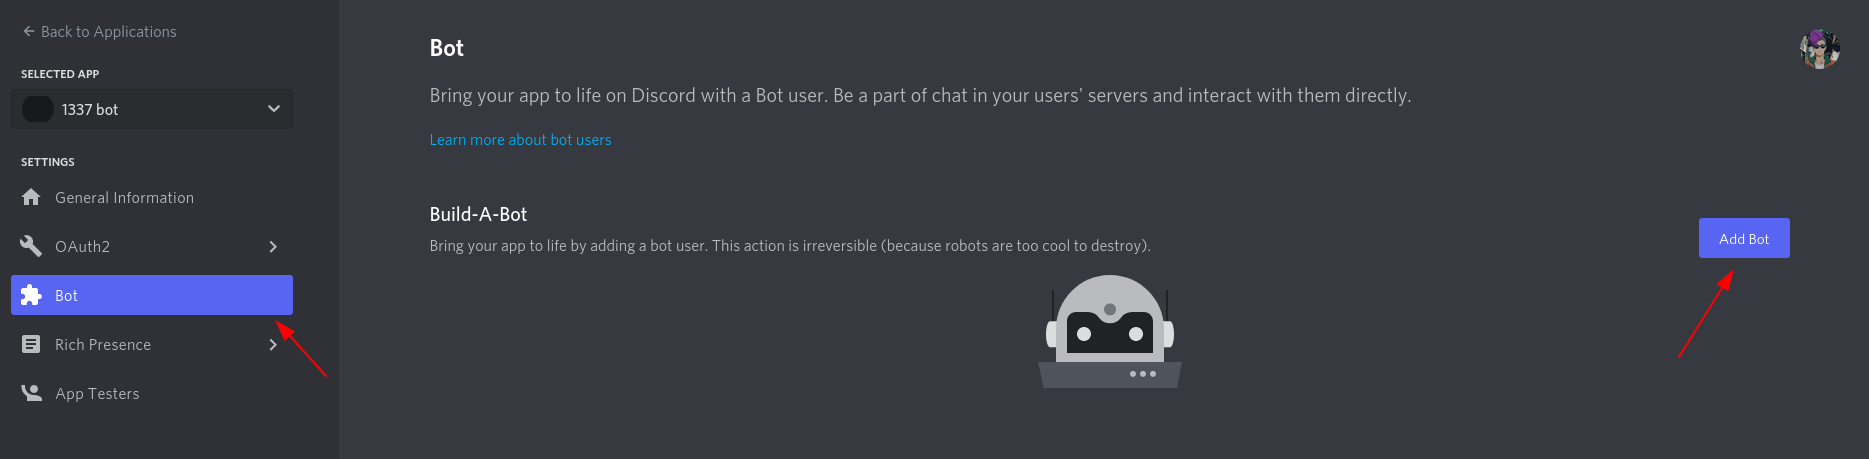 Back to Applications
SELECTED APP
1337 bot
SETTINGS
General Information
OAuth2
Bot
Rich Presence
App Testers
Bot
Bring your app to life on Discord with a Bot user. Be a part of chat in your users' servers and interact with them directly.
Learn more about bot users
Build-A-Bot
Bring your app to life by adding a bot user. This action is irreversible (because robots are too cool to destroy).
Add Bot